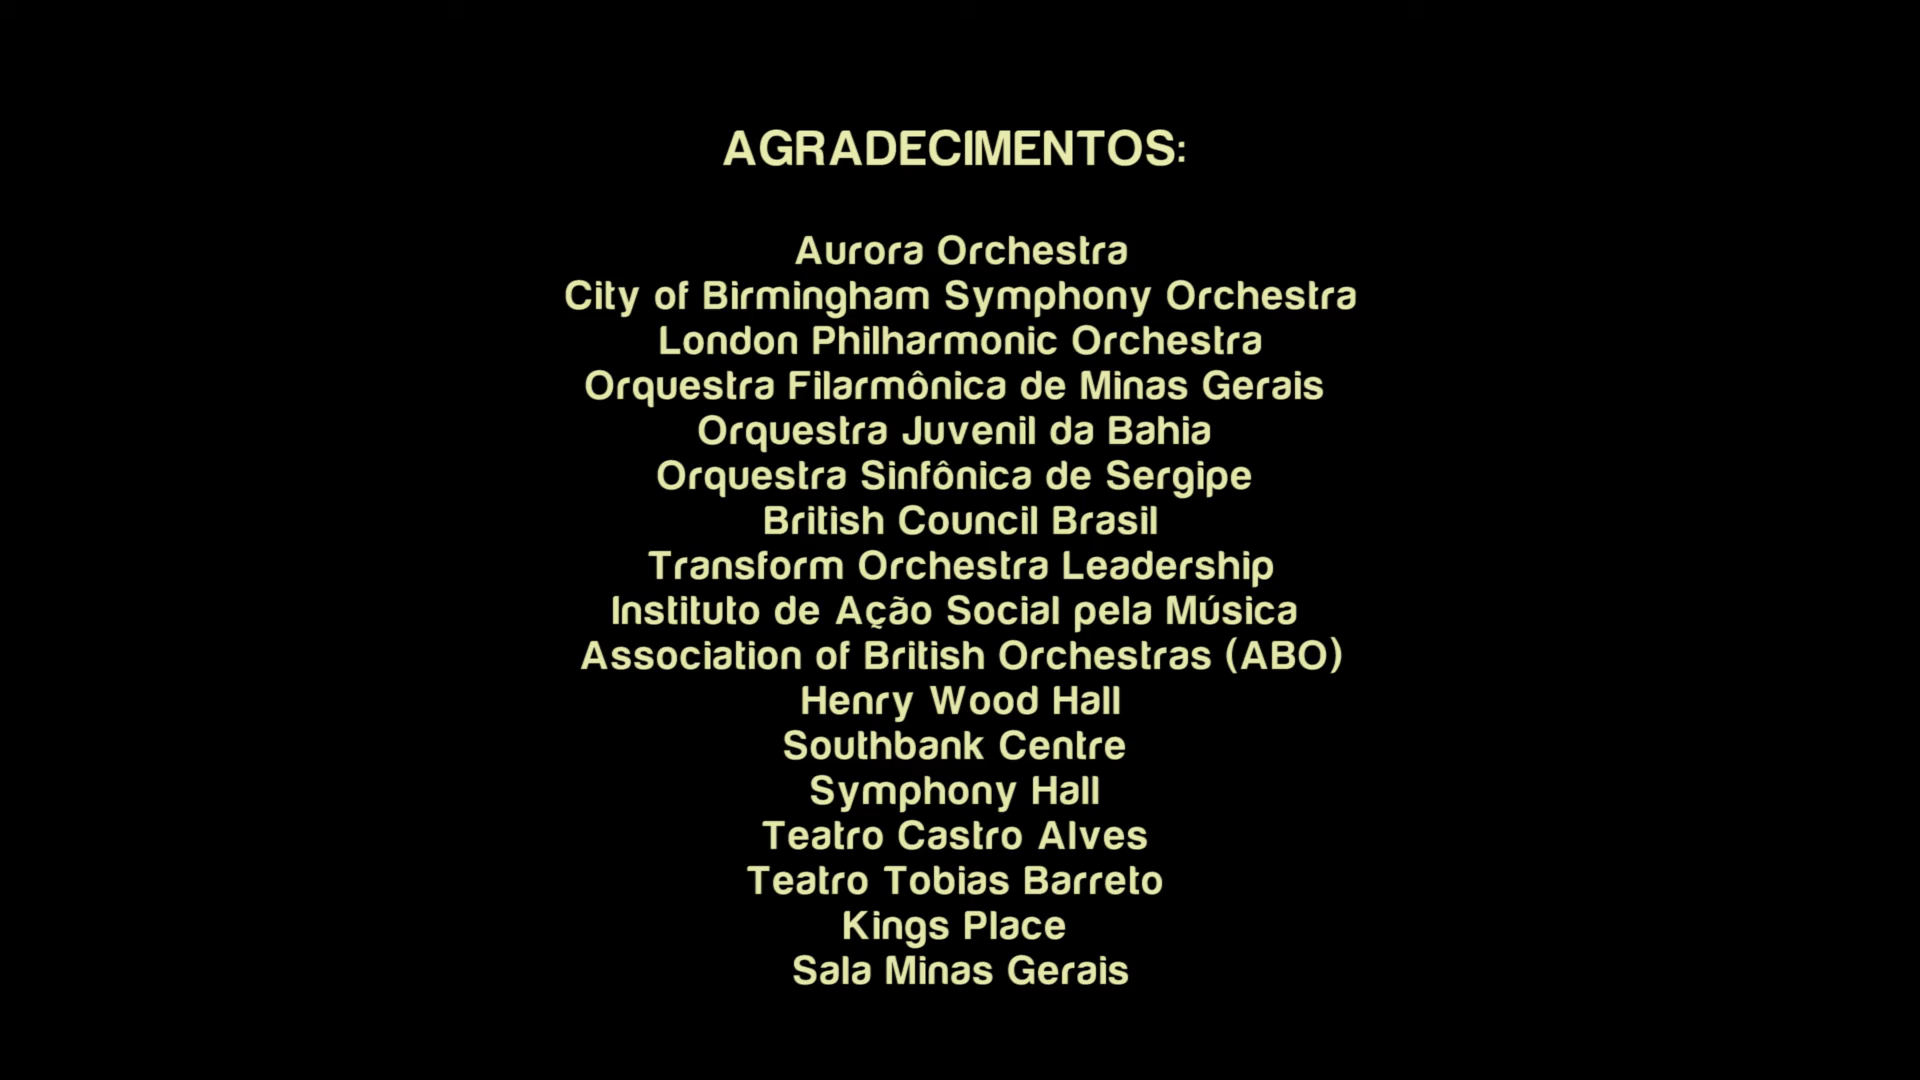 AGRADECIMENTOS:
Aurora Orchestra
City of Birmingham Symphony Orchestra
London Philharmonic Orchestra
Orquestra Filarmônica de Minas Gerais
Orquestra Juvenil da Bahia
Orquestra Sinfônica de Sergipe
British Council Brasil
Transform Orchestra Leadership
Instituto de Ação Social pela Música
Association of British Orchestras (ABO)
Henry Wood Hall
Southbank Centre
Symphony Hall
Teatro Castro Alves
Teatro Tobias Barreto
Kings Place
Sala Minas Gerais